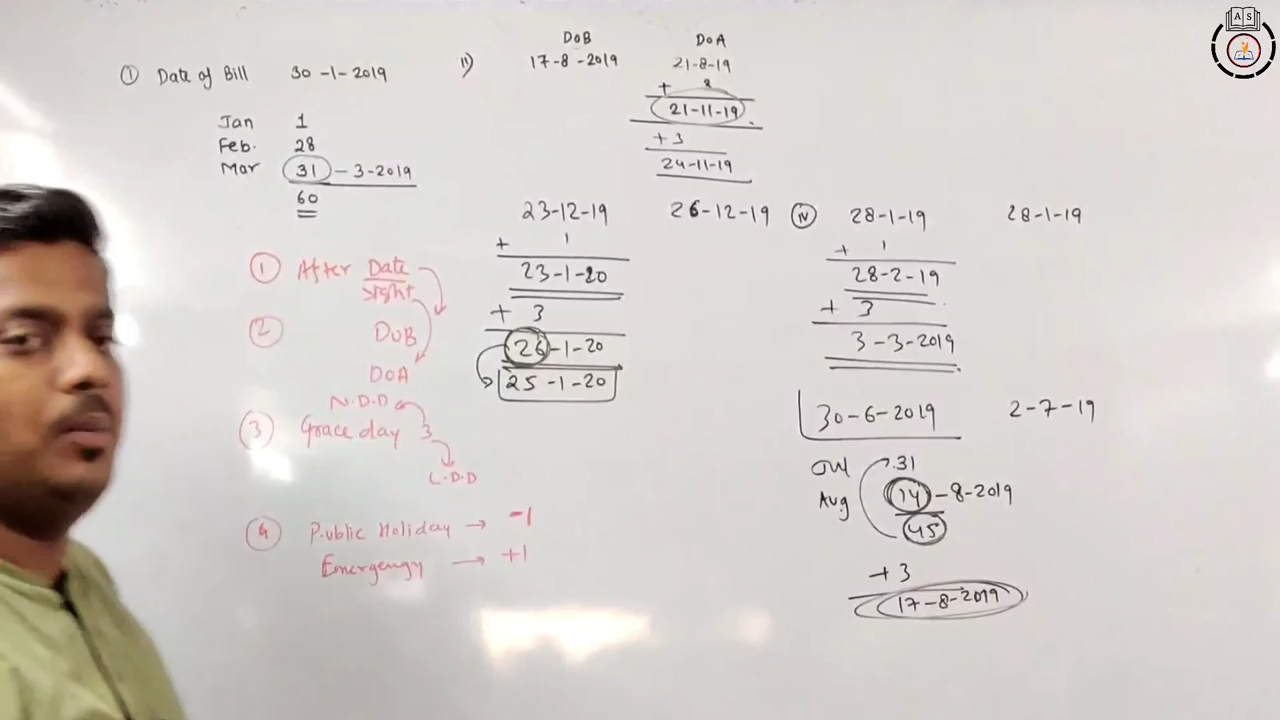 ① Date of Bill 30-1-2019
Jan 1
Feb. 28
Mar 31 - 3-2019
60
① After Date
Sight
② DOB
DOA
N.D.D
③ Grace day 3
L.D.D
④ Public Holiday → -1
Emergengy → +1
II) DOB DOA
17-8-2019 21-8-19
+
21-11-19
+3
24-11-19
23-12-19 26-12-19
+ 1
23-1-20
+ 3
26-1-20
25-1-20
iv 28-1-19 28-1-19
+ 1
28-2-19
+ 3
3-3-2019
30-6-2019 2-7-19
31
Aug 14 - 8-2019
45
+3
17-8-2019
AS